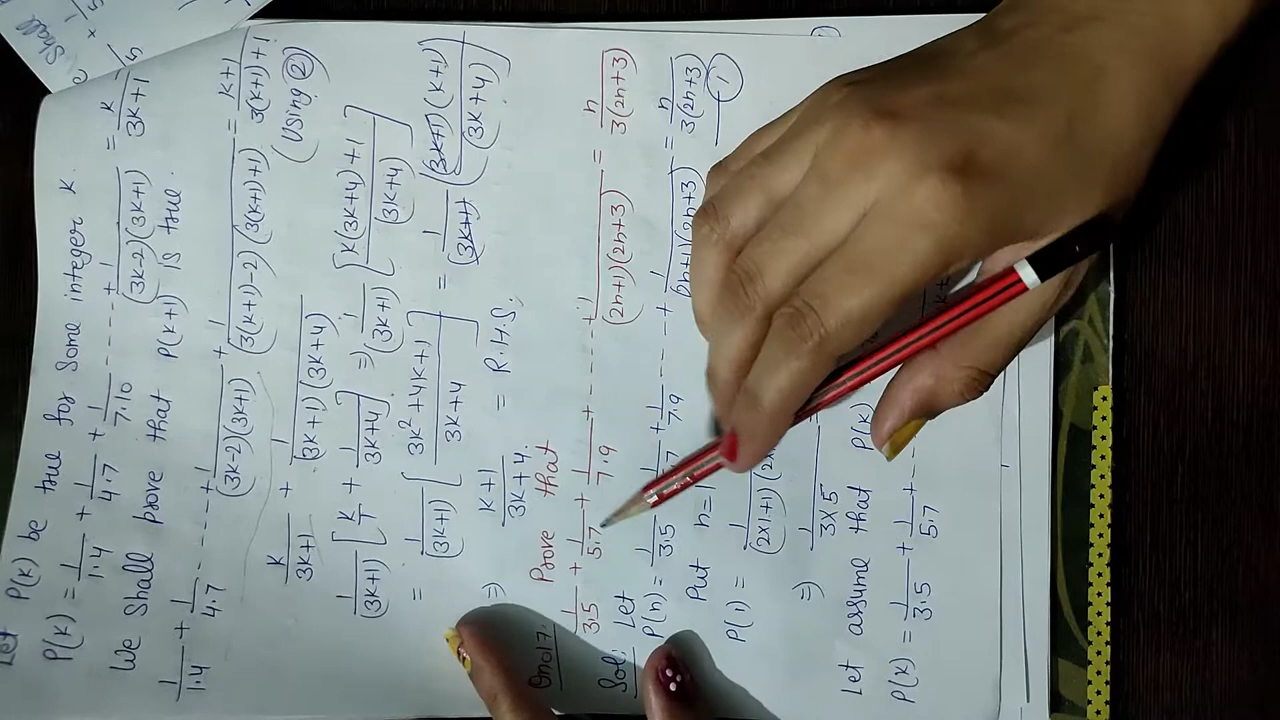 Let P(k) be true for some integer k.
P(k) = 1/1.4 + 1/4.7 + 1/7.10 ----- + 1/(3k-2)(3k+1) = k/3k+1
We shall prove that P(k+1) is true.
1/1.4 + 1/4.7 ----- + 1/(3k-2)(3k+1) + 1/(3(k+1)-2)(3(k+1)+1) = k+1/3(k+1)+1
k/3k+1 + 1/(3k+1)(3k+4) (using ②)
1/(3k+1) [k/1 + 1/3k+4] => 1/(3k+1) [k(3k+4)+1/(3k+4)]
= 1/(3k+1) [3k²+4k+1/3k+4] = 1/(3k+1) ((3k+1)(k+1)/(3k+4))
=> k+1/3k+4. = R.H.S.
Qno17. Prove that
1/3.5 + 1/5.7 + 1/7.9 + ---- + 1/(2n+1)(2n+3) = n/3(2n+3)
Sol. Let
P(n) = 1/3.5 + 1/5.7 + 1/7.9 --- + 1/(2n+1)(2n+3) = n/3(2n+3) ①
Put n=1
P(1) = 1/(2x1+1)(2
=> 1/3x5 =
Let assume that P(k)
P(k) = 1/3.5 + 1/5.7 + ---
shall